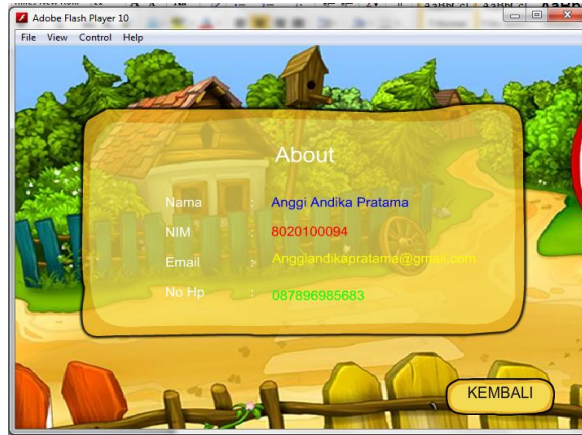 Adobe Flash Player 10
File View Control Help
About
Nama : Anggi Andika Pratama
NIM : 8020100094
Email : Anggiandikapratama@gmail.com
No Hp : 087896985683
KEMBALI